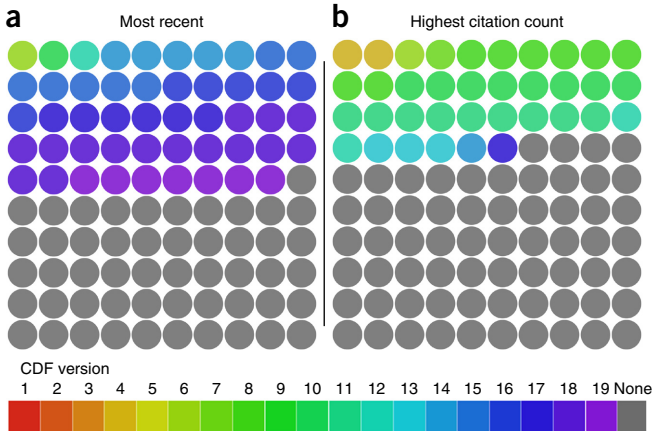 a
Most recent
b
Highest citation count
CDF version
1 2 3 4 5 6 7 8 9 10 11 12 13 14 15 16 17 18 19 None